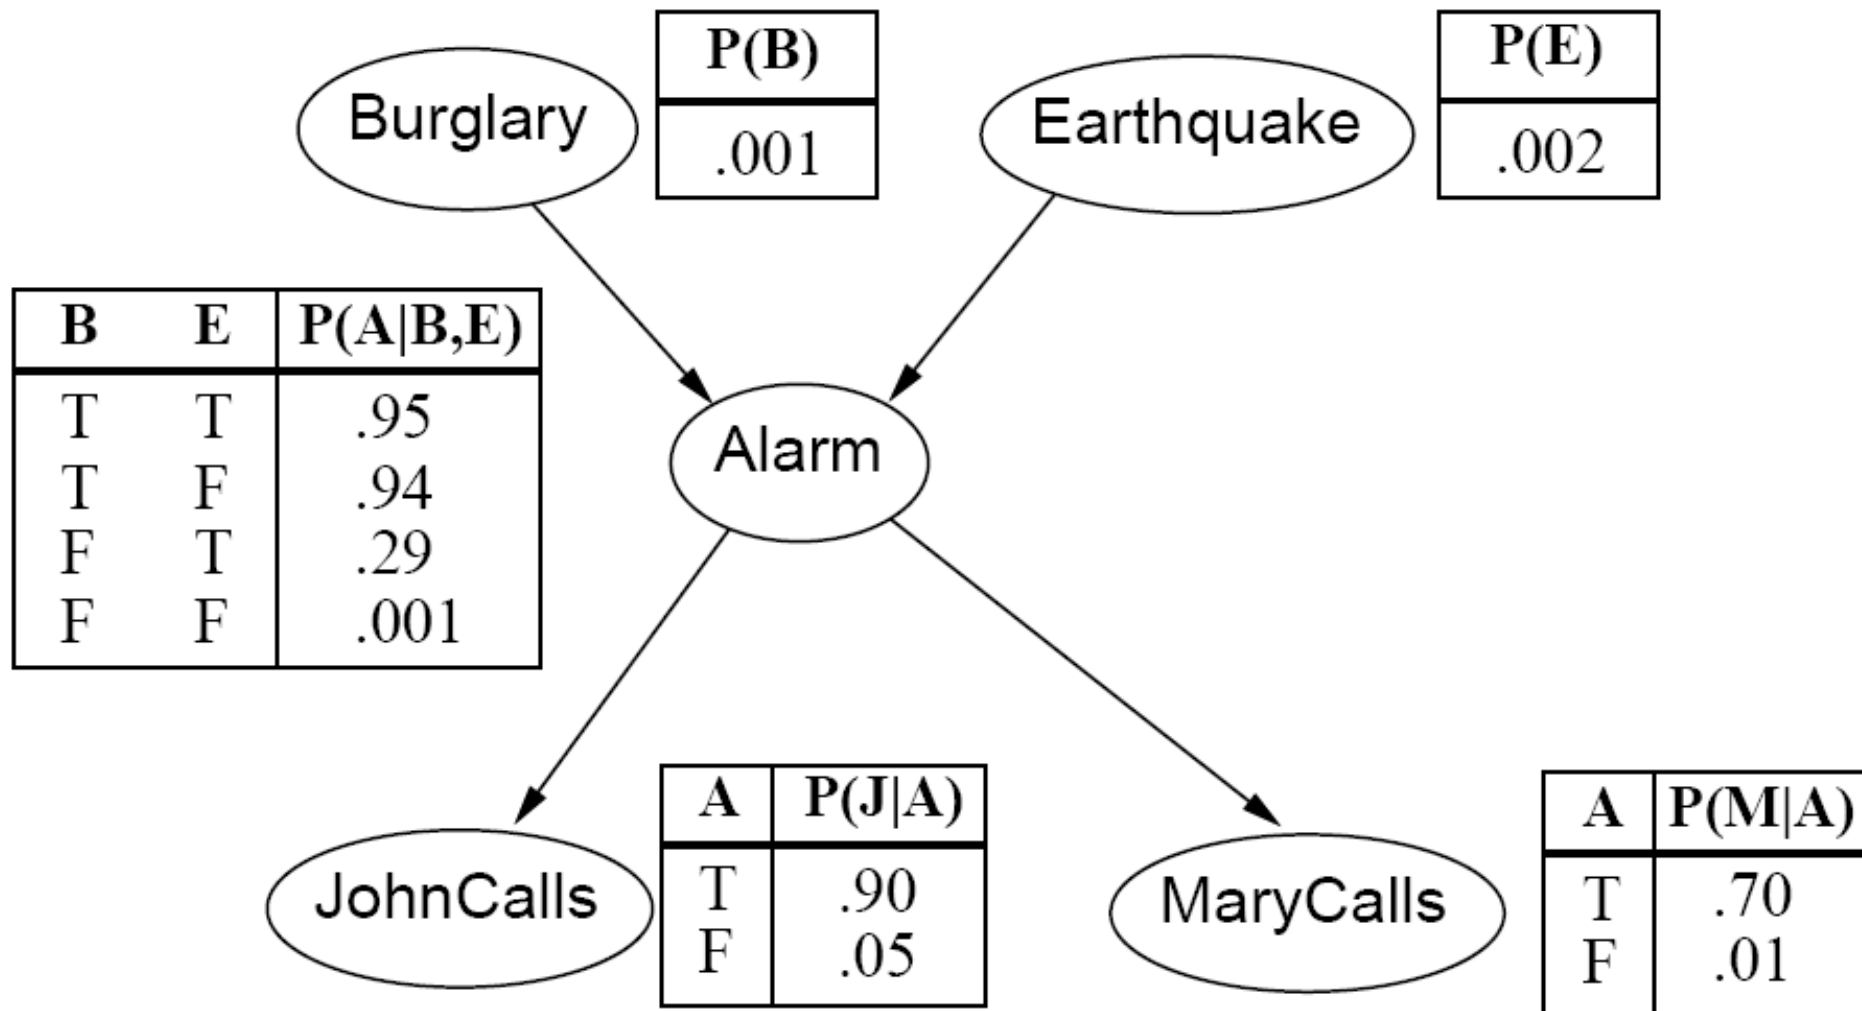 Burglary
P(B)
.001
Earthquake
P(E)
.002
B E P(A|B,E)
T T .95
T F .94
F T .29
F F .001
Alarm
JohnCalls
A P(J|A)
T .90
F .05
MaryCalls
A P(M|A)
T .70
F .01